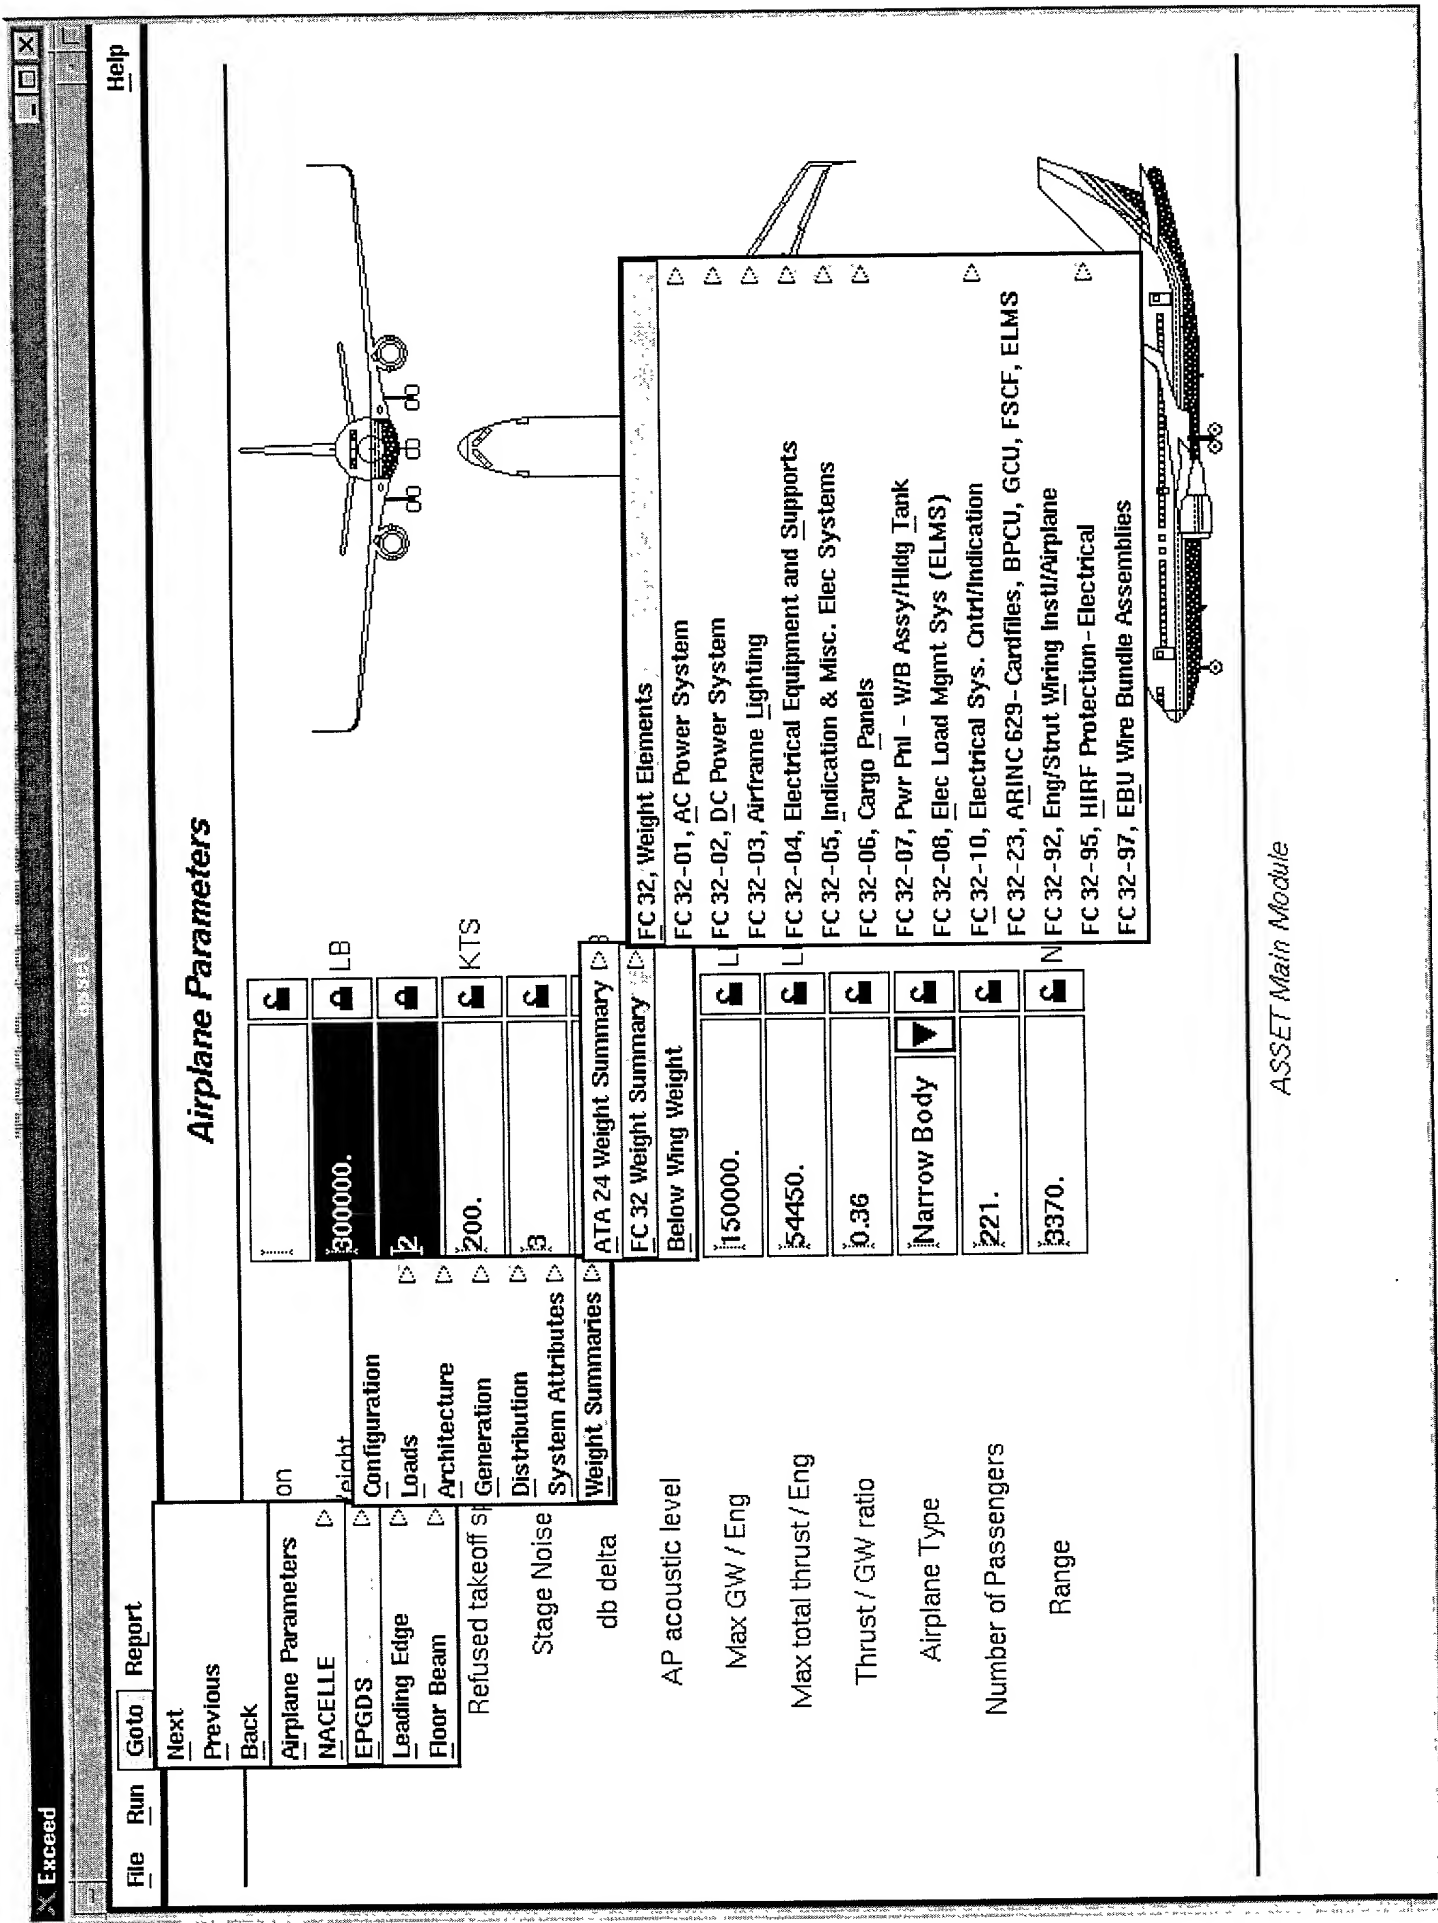 Exceed
asset
File Run Goto Report Help
Airplane Parameters
Next
Previous
Back
Airplane Parameters
NACELLE
EPGDS
Leading Edge
Floor Beam
Configuration
Loads
Architecture
Generation
Distribution
System Attributes
Weight Summaries
ATA 24 Weight Summary
FC 32 Weight Summary
Below Wing Weight
FC 32, Weight Elements
FC 32-01, AC Power System
FC 32-02, DC Power System
FC 32-03, Airframe Lighting
FC 32-04, Electrical Equipment and Supports
FC 32-05, Indication & Misc. Elec Systems
FC 32-06, Cargo Panels
FC 32-07, Pwr Pnl - W/B Assy/Hldg Tank
FC 32-08, Elec Load Mgmt Sys (ELMS)
FC 32-10, Electrical Sys. Cntrl/Indication
FC 32-23, ARINC 629-Cardfiles, BPCU, GCU, FSCF, ELMS
FC 32-92, Eng/Strut Wiring Instl/Airplane
FC 32-95, HIRF Protection-Electrical
FC 32-97, EBU Wire Bundle Assemblies
on
eight 300000. LB
2
Refused takeoff sp 200. KTS
Stage Noise 3
db delta
AP acoustic level
Max GW / Eng 150000. L
Max total thrust / Eng 54450. L
Thrust / GW ratio 0.36
Airplane Type Narrow Body
Number of Passengers 221.
Range 3370. N
ASSET Main Module